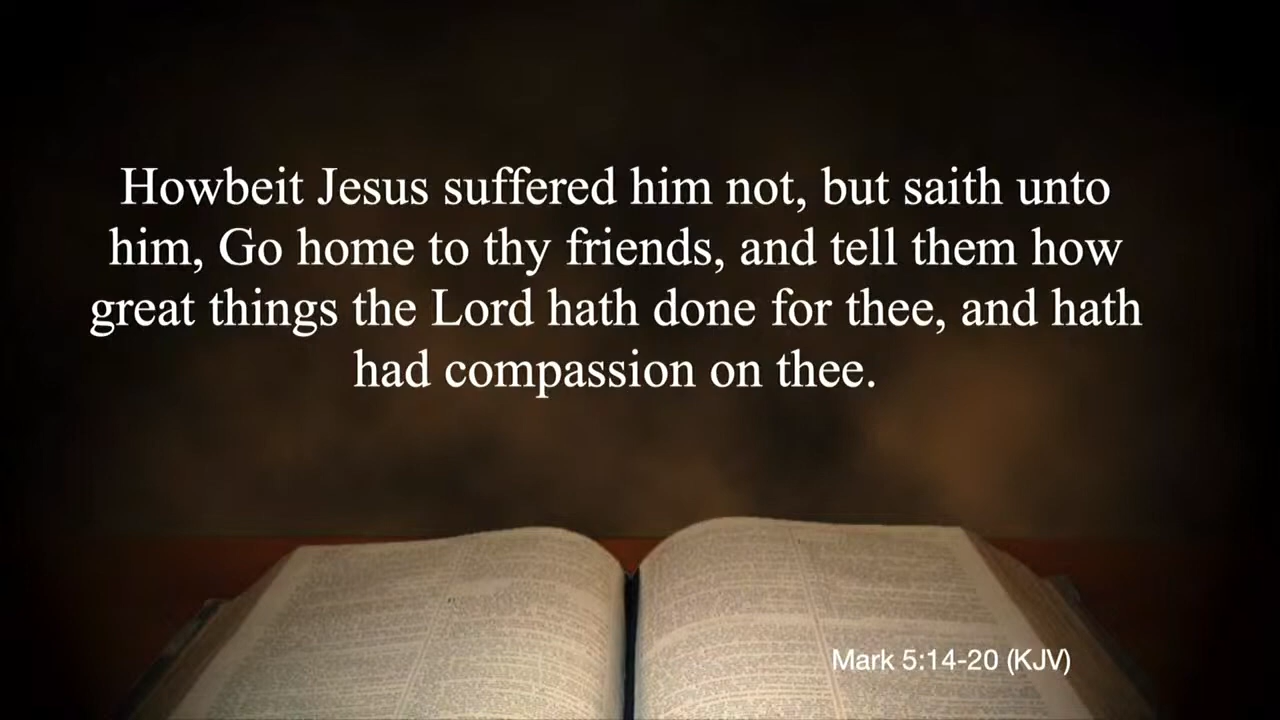 Howbeit Jesus suffered him not, but saith unto
him, Go home to thy friends, and tell them how
great things the Lord hath done for thee, and hath
had compassion on thee.
Mark 5:14-20 (KJV)